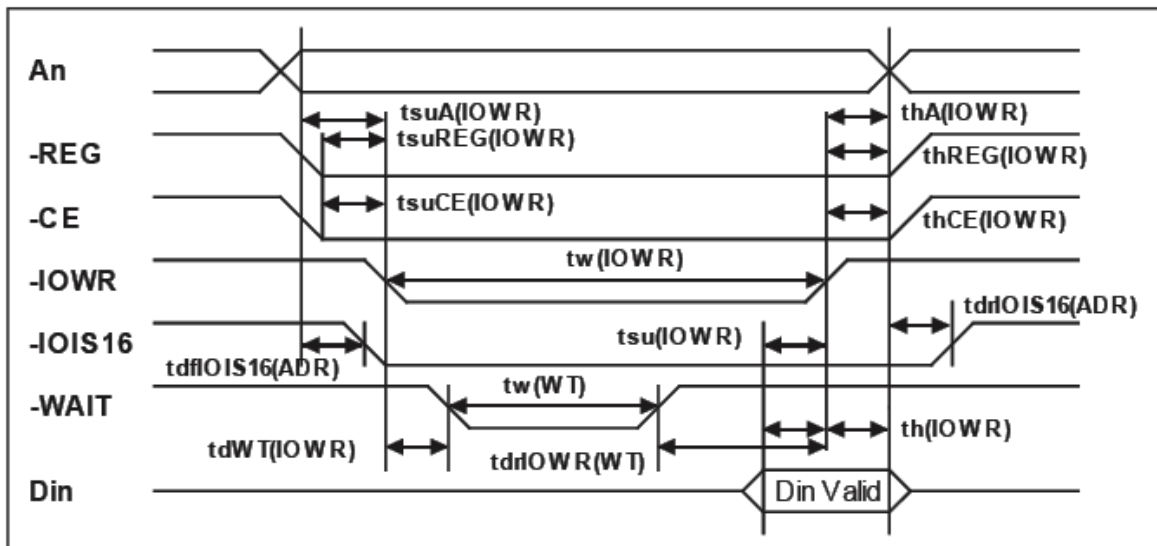 An
tsuA(IOWR)
thA(IOWR)
tsuREG(IOWR)
-REG
thREG(IOWR)
tsuCE(IOWR)
-CE
thCE(IOWR)
tw(IOWR)
-IOWR
tdrIOIS16(ADR)
-IOIS16
tsu(IOWR)
tdfIOIS16(ADR)
tw(WT)
-WAIT
th(IOWR)
tdWT(IOWR)
tdrIOWR(WT)
Din
Din Valid